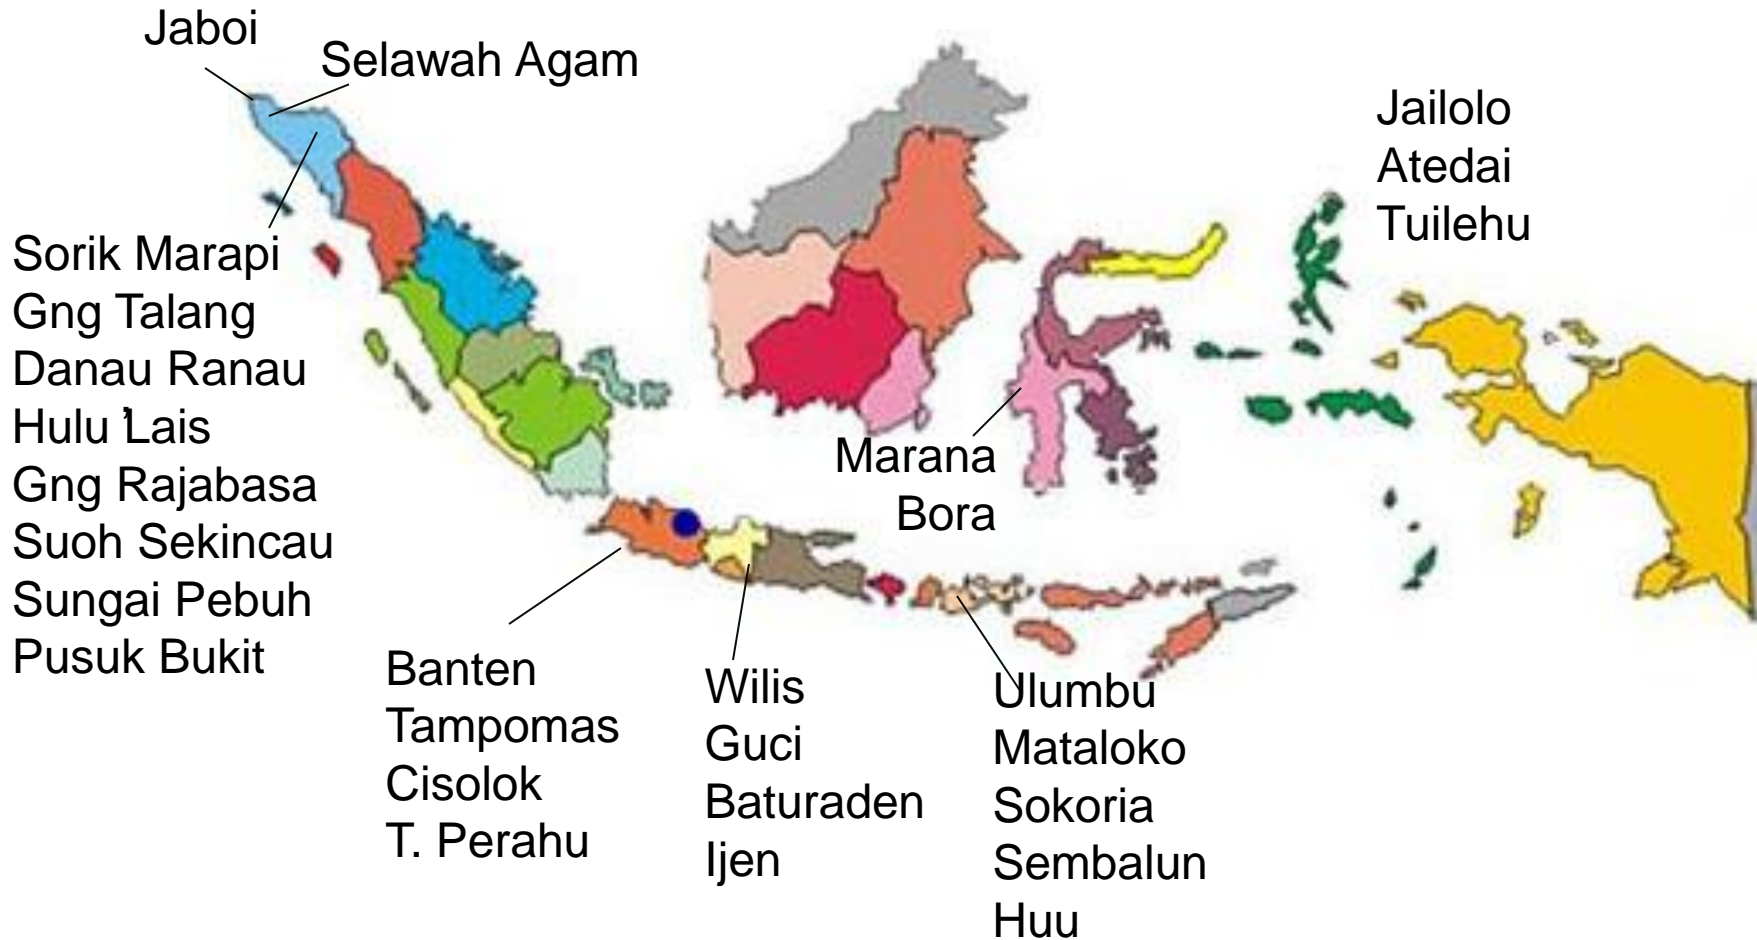 Jaboi
Selawah Agam
Jailolo
Atedai
Tuilehu
Sorik Marapi
Gng Talang
Danau Ranau
Hulu ’Lais
Gng Rajabasa
Suoh Sekincau
Sungai Pebuh
Pusuk Bukit
Marana
Bora
Banten
Tampomas
Cisolok
T. Perahu
Wilis
Guci
Baturaden
Ijen
Ulumbu
Mataloko
Sokoria
Sembalun
Huu